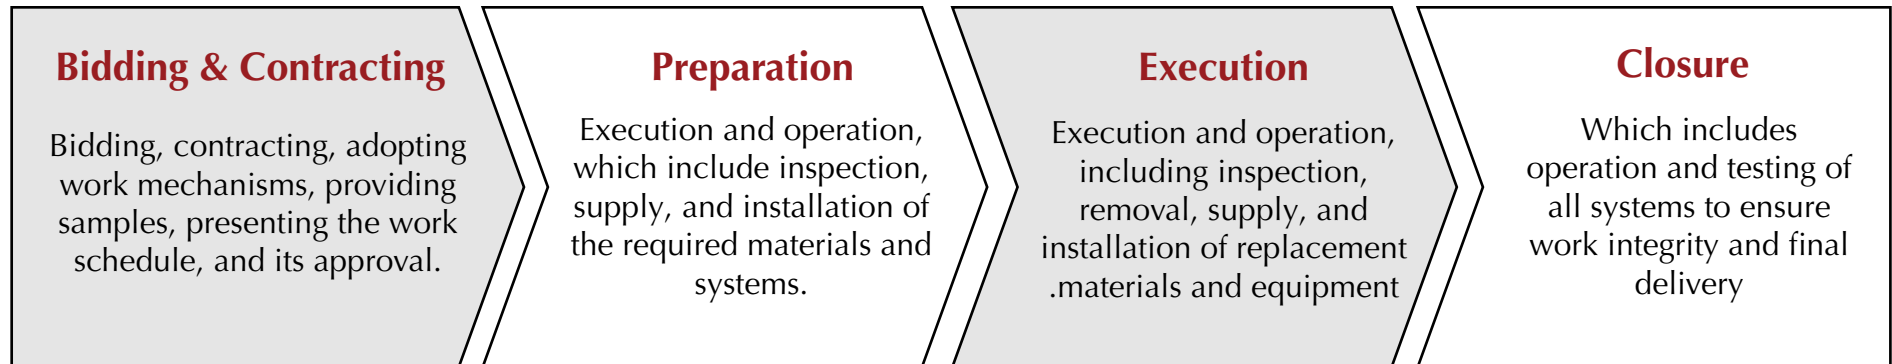 Bidding & Contracting
Bidding, contracting, adopting
work mechanisms, providing
samples, presenting the work
schedule, and its approval.
Preparation
Execution and operation,
which include inspection,
supply, and installation of
the required materials and
systems.
Execution
Execution and operation,
including inspection,
removal, supply, and
installation of replacement
.materials and equipment
Closure
Which includes
operation and testing of
all systems to ensure
work integrity and final
delivery